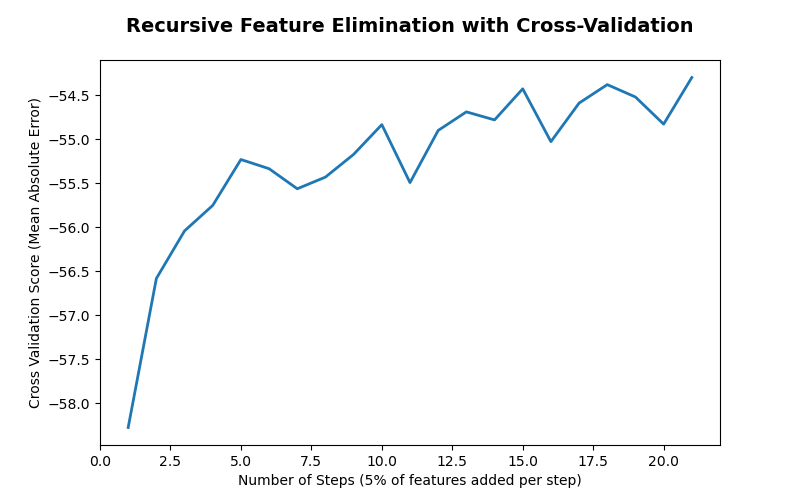 Recursive Feature Elimination with Cross-Validation
Cross Validation Score (Mean Absolute Error)
−54.5
−55.0
−55.5
−56.0
−56.5
−57.0
−57.5
−58.0
0.0 2.5 5.0 7.5 10.0 12.5 15.0 17.5 20.0
Number of Steps (5% of features added per step)